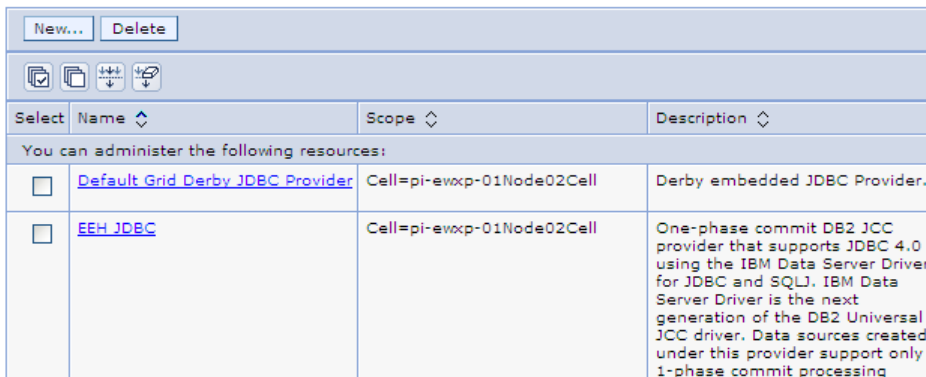 New... Delete
Select Name Scope Description
You can administer the following resources:
Default Grid Derby JDBC Provider Cell=pi-ewxp-01Node02Cell Derby embedded JDBC Provider.
EEH JDBC Cell=pi-ewxp-01Node02Cell One-phase commit DB2 JCC
provider that supports JDBC 4.0
using the IBM Data Server Driver
for JDBC and SQLJ. IBM Data
Server Driver is the next
generation of the DB2 Universal
JCC driver. Data sources created
under this provider support only
1-phase commit processing